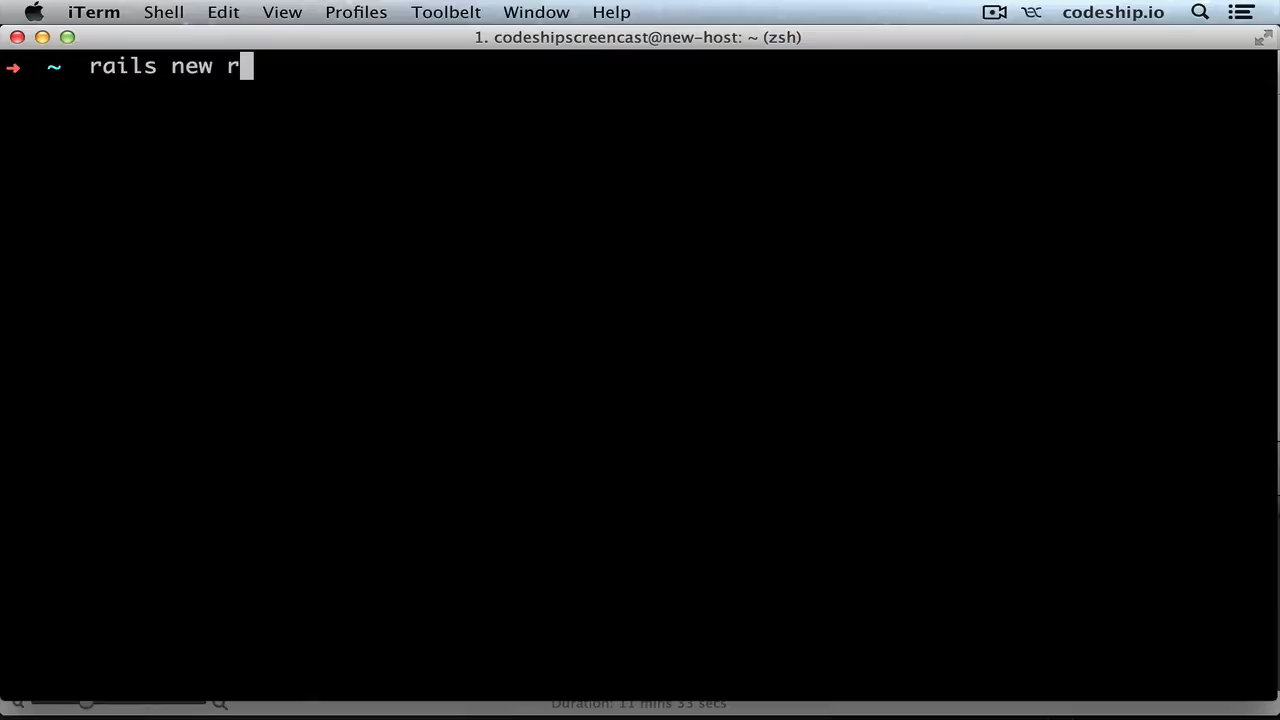 iTerm Shell Edit View Profiles Toolbelt Window Help codeship.io
1. codeshipscreencast@new-host: ~ (zsh)
➜ ~ rails new r
Duration: 11 mins 33 secs